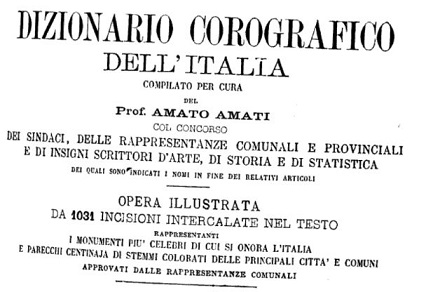 DIZIONARIO COROGRAFICO
DELL'ITALIA
COMPILATO PER CURA
DEL
Prof. AMATO AMATI
COL CONCORSO
DEI SINDACI, DELLE RAPPRESENTANZE COMUNALI E PROVINCIALI
E DI INSIGNI SCRITTORI D'ARTE, DI STORIA E DI STATISTICA
DEI QUALI SONO INDICATI I NOMI IN FINE DEI RELATIVI ARTICOLI
OPERA ILLUSTRATA
DA 1031 INCISIONI INTERCALATE NEL TESTO
RAPPRESENTANTI
I MONUMENTI PIU' CELEBRI DI CUI SI ONORA L'ITALIA
E PARECCHI CENTINAJA DI STEMMI COLORATI DELLE PRINCIPALI CITTA' E COMUNI
APPROVATI DALLE RAPPRESENTANZE COMUNALI